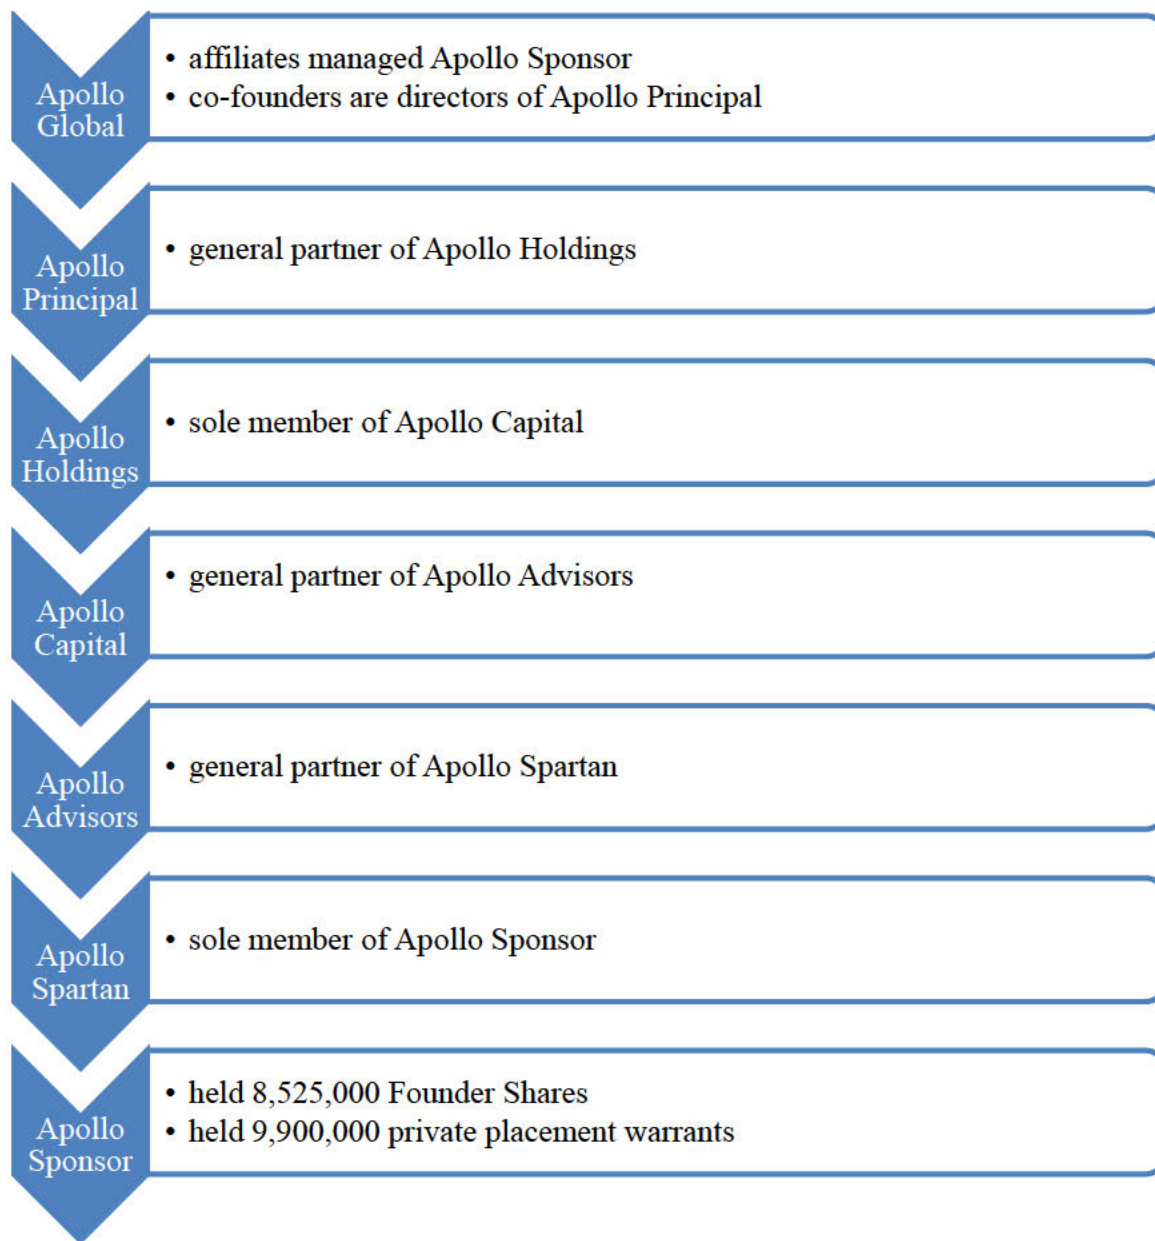 Apollo
Global
• affiliates managed Apollo Sponsor
• co-founders are directors of Apollo Principal
Apollo
Principal
• general partner of Apollo Holdings
Apollo
Holdings
• sole member of Apollo Capital
Apollo
Capital
• general partner of Apollo Advisors
Apollo
Advisors
• general partner of Apollo Spartan
Apollo
Spartan
• sole member of Apollo Sponsor
Apollo
Sponsor
• held 8,525,000 Founder Shares
• held 9,900,000 private placement warrants